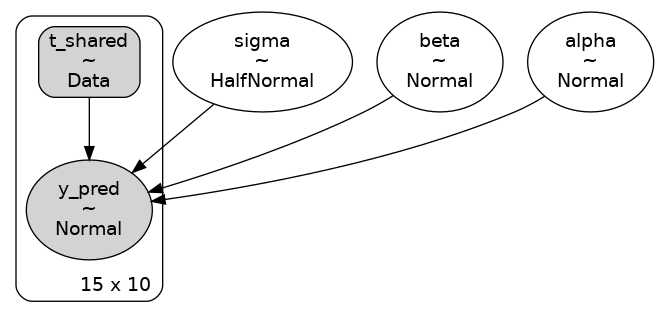 t_shared
~
Data
sigma
~
HalfNormal
beta
~
Normal
alpha
~
Normal
y_pred
~
Normal
15 x 10